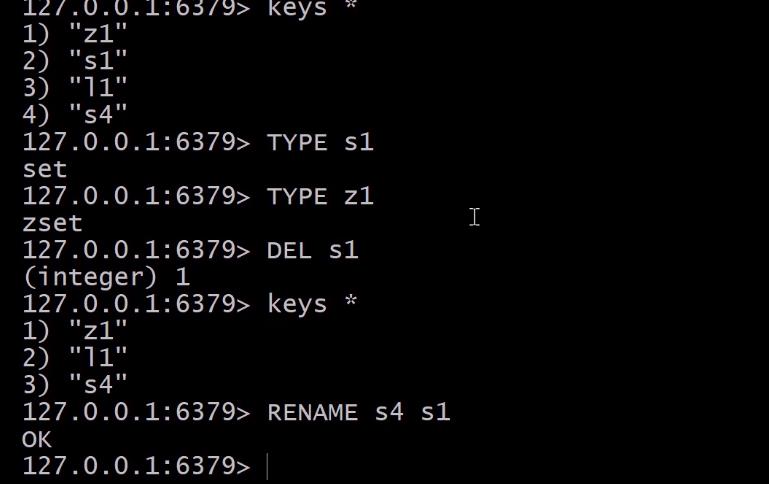 127.0.0.1:6379> keys *
1) "z1"
2) "s1"
3) "l1"
4) "s4"
127.0.0.1:6379> TYPE s1
set
127.0.0.1:6379> TYPE z1
zset
127.0.0.1:6379> DEL s1
(integer) 1
127.0.0.1:6379> keys *
1) "z1"
2) "l1"
3) "s4"
127.0.0.1:6379> RENAME s4 s1
OK
127.0.0.1:6379>